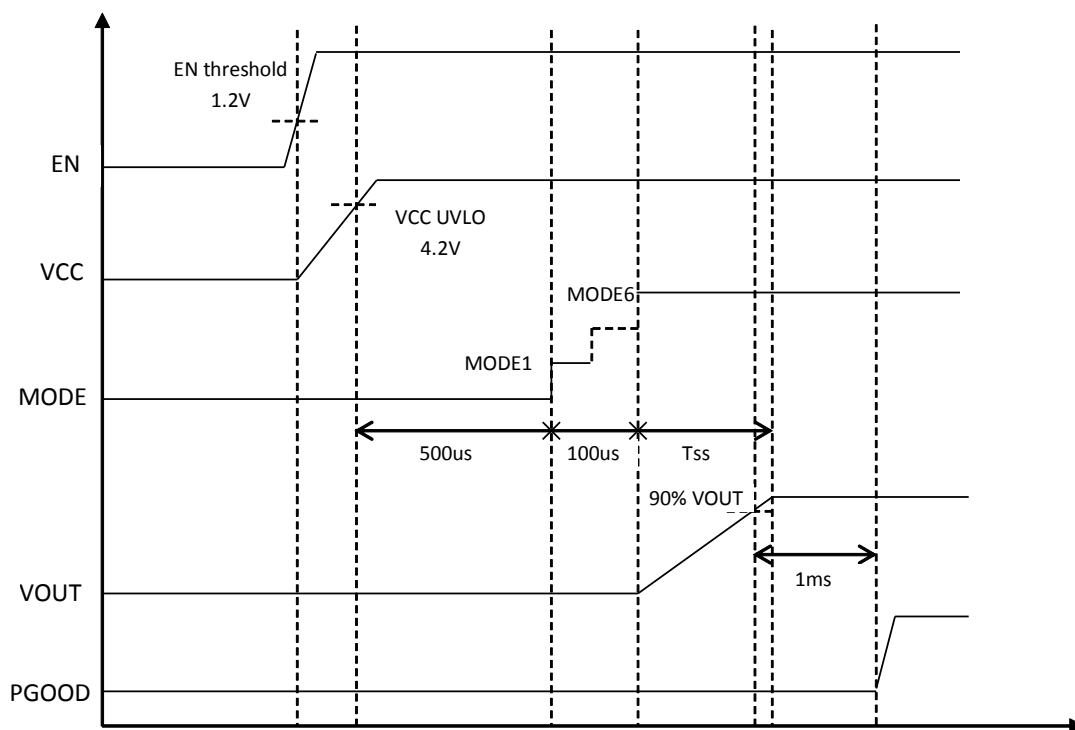 EN threshold
1.2V
EN
VCC UVLO
4.2V
VCC
MODE6
MODE1
MODE
500us
100us
Tss
90% VOUT
1ms
VOUT
PGOOD